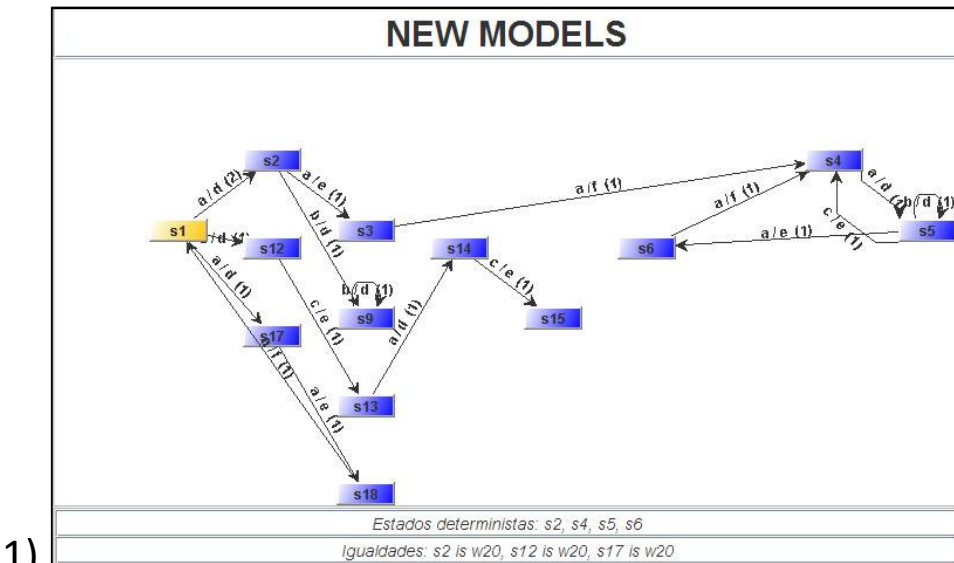 NEW MODELS
s2
s4
a/d (2)
a/e (1)
a/f (1)
a/f (1)
b/d (1)
b/d (1)
c/e (1)
s1
s3
s5
a/e (1)
s12
s14
s6
a/d (1)
c/e (1)
b/d (1)
c/e (1)
a/d (1)
s9
s15
s17
a/f (1)
a/e (1)
s13
s18
Estados deterministas: s2, s4, s5, s6
1)
Igualdades: s2 is w20, s12 is w20, s17 is w20